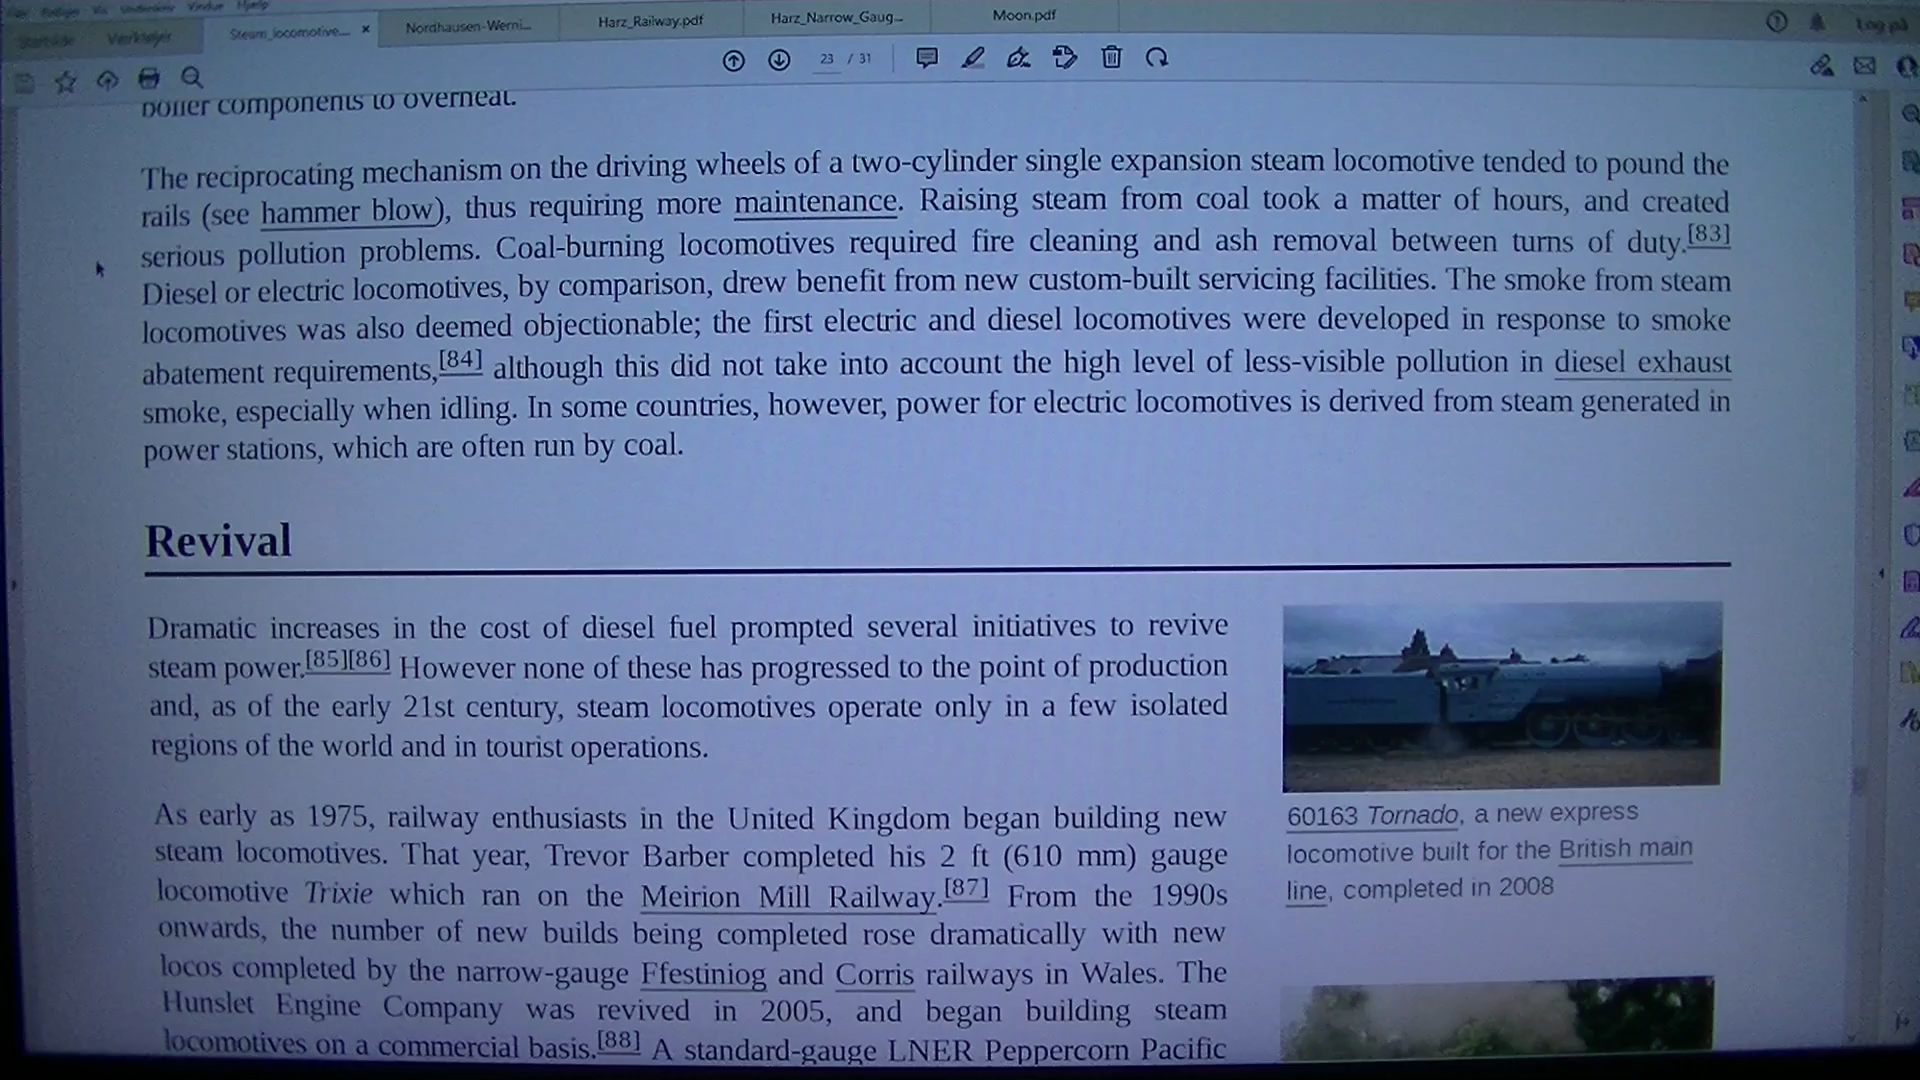 Vis Vindue Hjælp
Startside Værktøjer Steam_locomotive... × Nordhausen-Werni... Harz_Railway.pdf Harz_Narrow_Gaug... Moon.pdf Log på
23 / 31
boiler components to overheat.
The reciprocating mechanism on the driving wheels of a two-cylinder single expansion steam locomotive tended to pound the
rails (see hammer blow), thus requiring more maintenance. Raising steam from coal took a matter of hours, and created
serious pollution problems. Coal-burning locomotives required fire cleaning and ash removal between turns of duty.[83]
Diesel or electric locomotives, by comparison, drew benefit from new custom-built servicing facilities. The smoke from steam
locomotives was also deemed objectionable; the first electric and diesel locomotives were developed in response to smoke
abatement requirements,[84] although this did not take into account the high level of less-visible pollution in diesel exhaust
smoke, especially when idling. In some countries, however, power for electric locomotives is derived from steam generated in
power stations, which are often run by coal.
Revival
Dramatic increases in the cost of diesel fuel prompted several initiatives to revive
steam power.[85][86] However none of these has progressed to the point of production
and, as of the early 21st century, steam locomotives operate only in a few isolated
regions of the world and in tourist operations.
As early as 1975, railway enthusiasts in the United Kingdom began building new
steam locomotives. That year, Trevor Barber completed his 2 ft (610 mm) gauge
locomotive Trixie which ran on the Meirion Mill Railway.[87] From the 1990s
onwards, the number of new builds being completed rose dramatically with new
locos completed by the narrow-gauge Ffestiniog and Corris railways in Wales. The
Hunslet Engine Company was revived in 2005, and began building steam
locomotives on a commercial basis.[88] A standard-gauge LNER Peppercorn Pacific
60163 Tornado, a new express
locomotive built for the British main
line, completed in 2008